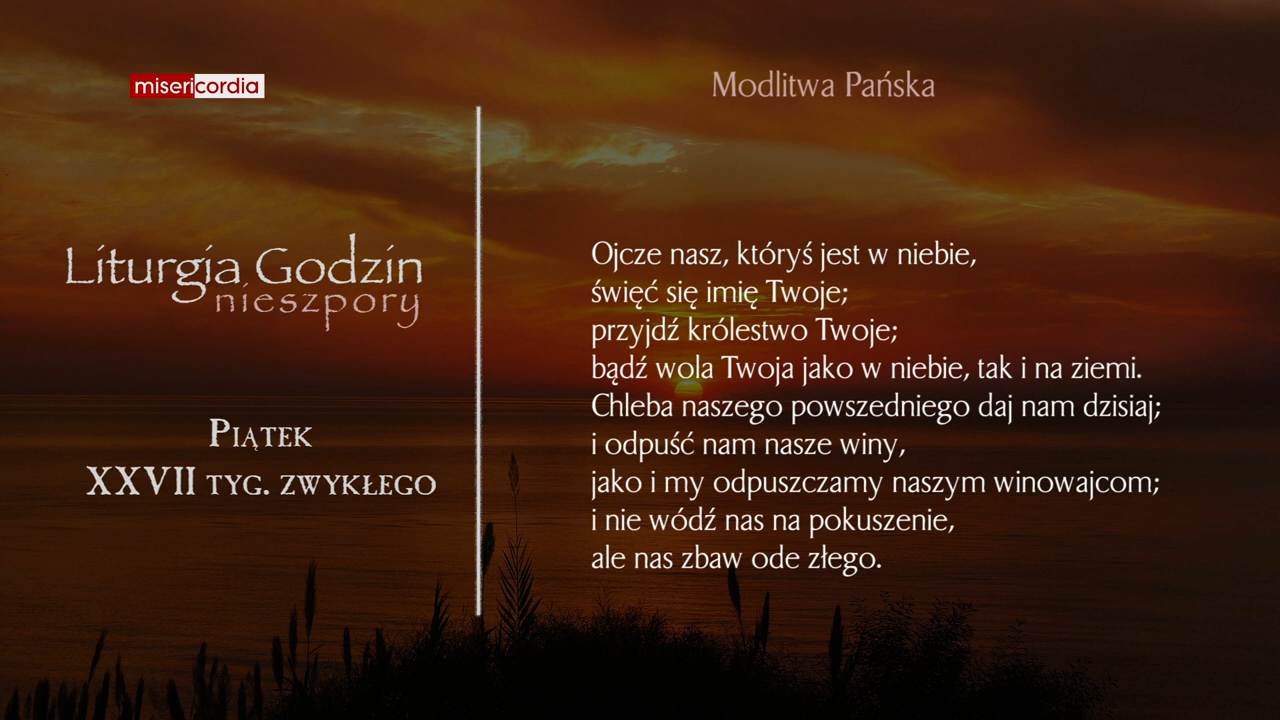 misericordia
Liturgia Godzin
nieszpory
Piątek
XXVII tyg. zwykłego
Modlitwa Pańska
Ojcze nasz, któryś jest w niebie,
święć się imię Twoje;
przyjdź królestwo Twoje;
bądź wola Twoja jako w niebie, tak i na ziemi.
Chleba naszego powszedniego daj nam dzisiaj;
i odpuść nam nasze winy,
jako i my odpuszczamy naszym winowajcom;
i nie wódź nas na pokuszenie,
ale nas zbaw ode złego.